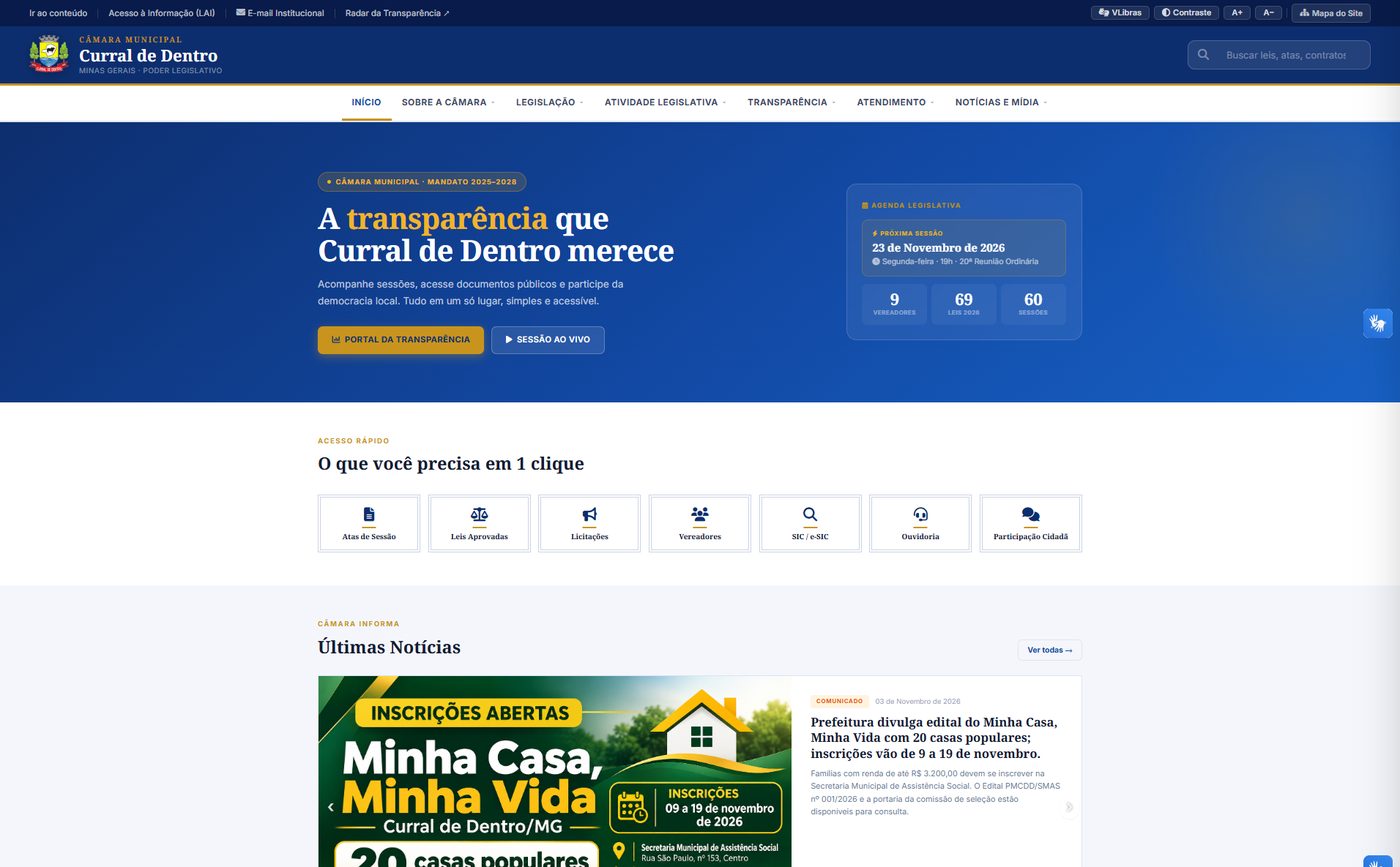 Ir ao conteúdo
Acesso à Informação (LAI)
E-mail Institucional
Radar da Transparência ↗
VLibras
Contraste
A+
A−
Mapa do Site
CÂMARA MUNICIPAL
Curral de Dentro
MINAS GERAIS · PODER LEGISLATIVO
Buscar leis, atas, contratos
INÍCIO
SOBRE A CÂMARA
LEGISLAÇÃO
ATIVIDADE LEGISLATIVA
TRANSPARÊNCIA
ATENDIMENTO
NOTÍCIAS E MÍDIA
CÂMARA MUNICIPAL · MANDATO 2025–2028
A transparência que
Curral de Dentro merece
Acompanhe sessões, acesse documentos públicos e participe da
democracia local. Tudo em um só lugar, simples e acessível.
PORTAL DA TRANSPARÊNCIA
SESSÃO AO VIVO
AGENDA LEGISLATIVA
PRÓXIMA SESSÃO
23 de Novembro de 2026
Segunda-feira · 19h · 20ª Reunião Ordinária
9
VEREADORES
69
LEIS 2026
60
SESSÕES
ACESSO RÁPIDO
O que você precisa em 1 clique
Atas de Sessão
Leis Aprovadas
Licitações
Vereadores
SIC / e-SIC
Ouvidoria
Participação Cidadã
CÂMARA INFORMA
Últimas Notícias
Ver todas →
INSCRIÇÕES ABERTAS
Minha Casa,
Minha Vida
Curral de Dentro/MG
20 casas populares
INSCRIÇÕES
09 a 19 de novembro
de 2026
Secretaria Municipal de Assistência Social
Rua São Paulo, nº 153, Centro
COMUNICADO
03 de Novembro de 2026
Prefeitura divulga edital do Minha Casa,
Minha Vida com 20 casas populares;
inscrições vão de 9 a 19 de novembro.
Famílias com renda de até R$ 3.200,00 devem se inscrever na
Secretaria Municipal de Assistência Social. O Edital PMCDD/SMAS
nº 001/2026 e a portaria da comissão de seleção estão
disponíveis para consulta.